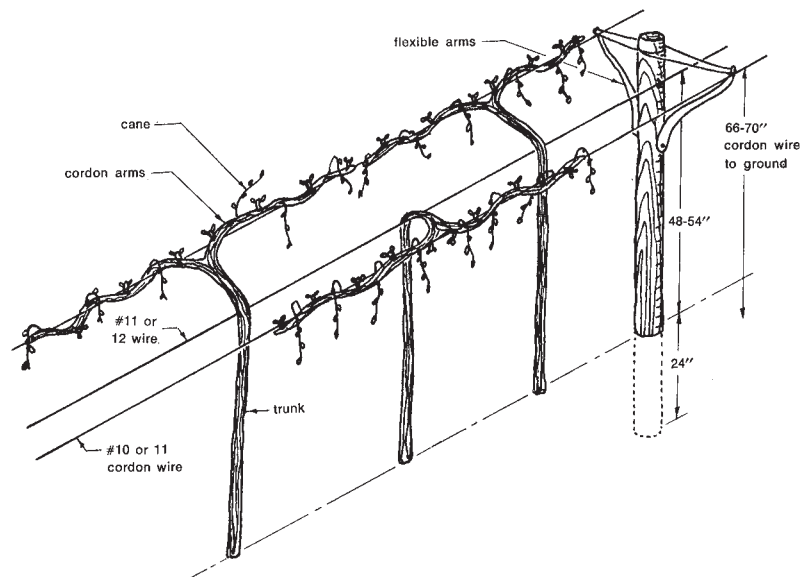 flexible arms
cane
cordon arms
66-70"
cordon wire
to ground
48-54"
#11 or
12 wire.
24"
trunk
#10 or 11
cordon wire